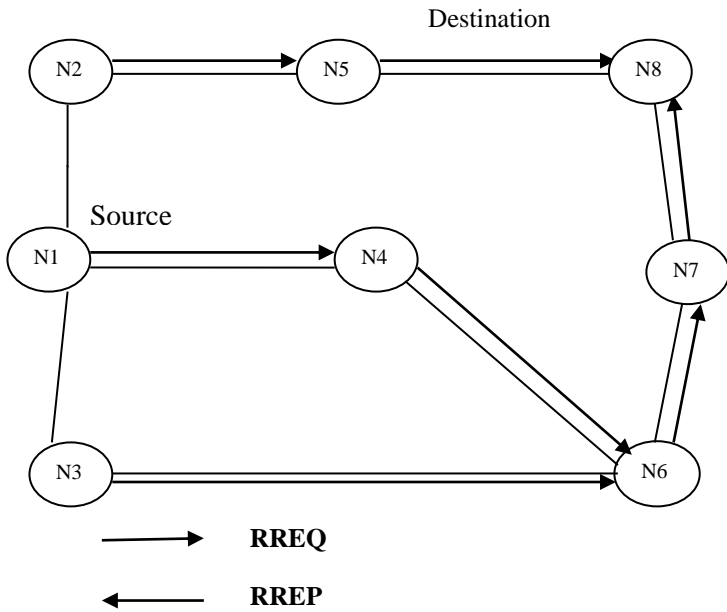 Destination
N2 N5 N8
Source
N1 N4 N7
N3 N6
RREQ
RREP